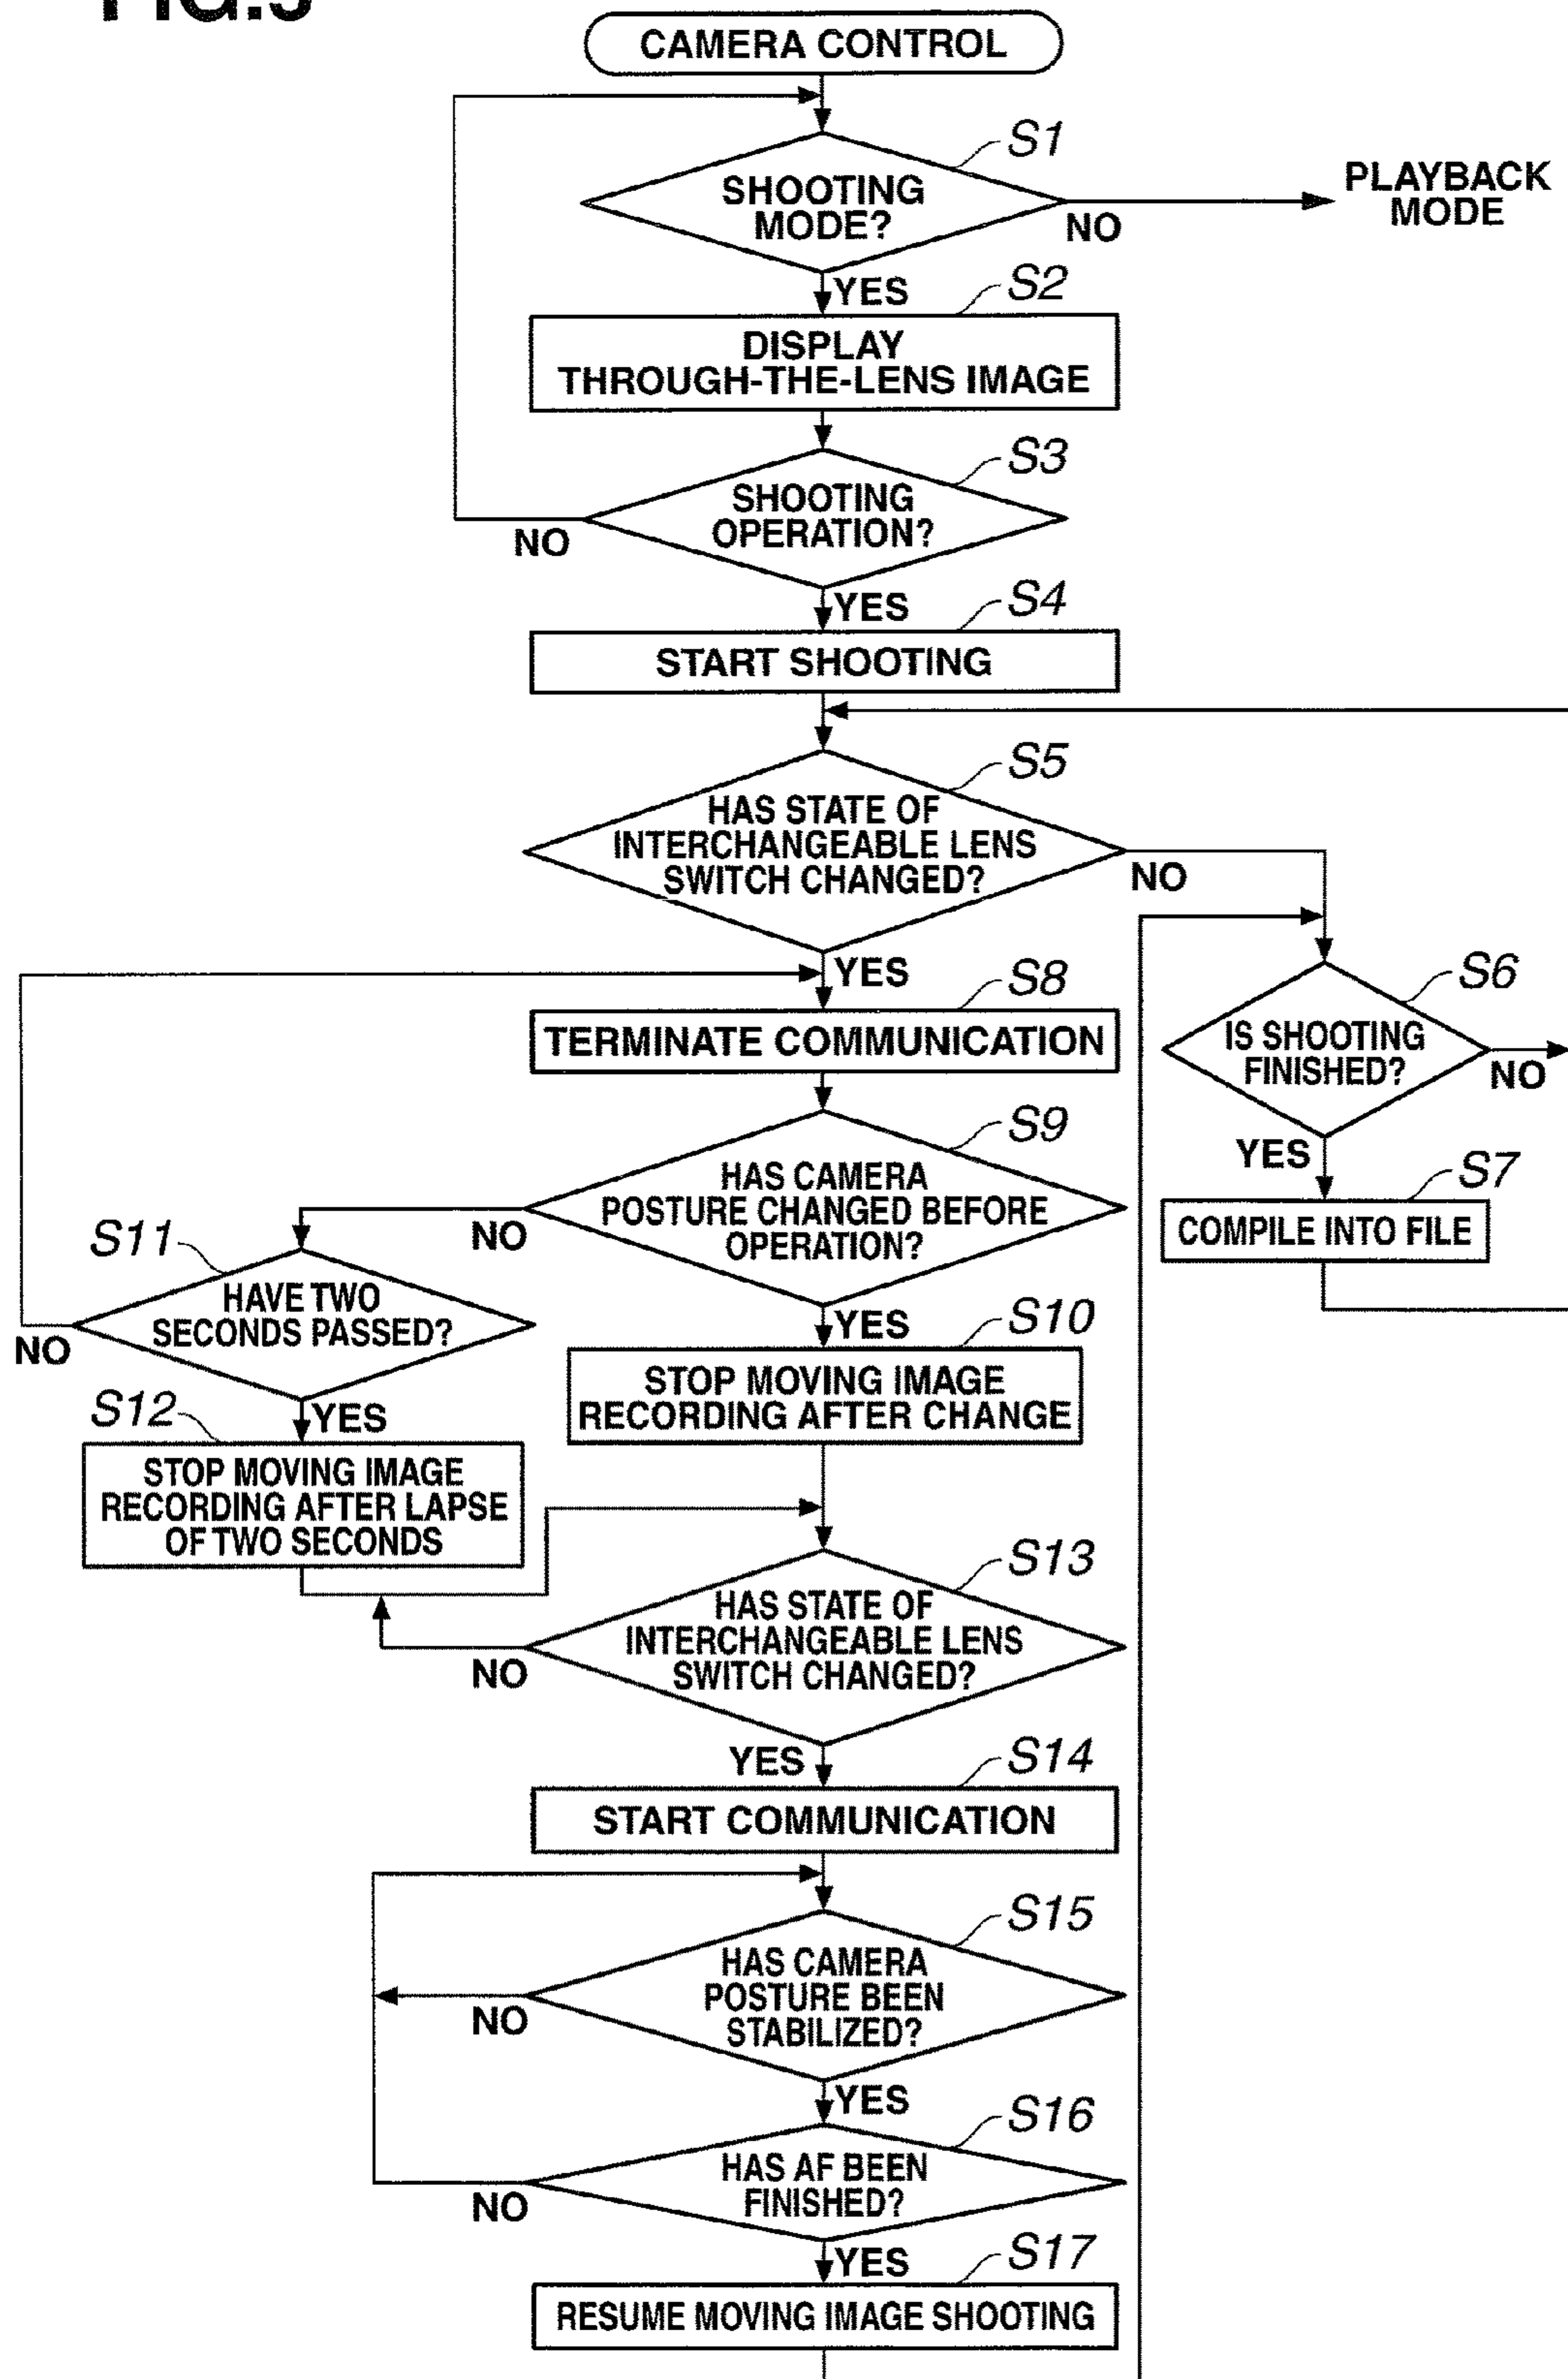 CAMERA CONTROL
S1
SHOOTING
MODE?
NO
PLAYBACK
MODE
YES
S2
DISPLAY
THROUGH-THE-LENS IMAGE
S3
SHOOTING
OPERATION?
NO
YES
S4
START SHOOTING
S5
HAS STATE OF
INTERCHANGEABLE LENS
SWITCH CHANGED?
NO
YES
S6
IS SHOOTING
FINISHED?
NO
YES
S7
COMPILE INTO FILE
S8
TERMINATE COMMUNICATION
S9
HAS CAMERA
POSTURE CHANGED BEFORE
OPERATION?
NO
YES
S11
HAVE TWO
SECONDS PASSED?
NO
YES
S10
STOP MOVING IMAGE
RECORDING AFTER CHANGE
S12
STOP MOVING IMAGE
RECORDING AFTER LAPSE
OF TWO SECONDS
S13
HAS STATE OF
INTERCHANGEABLE LENS
SWITCH CHANGED?
NO
YES
S14
START COMMUNICATION
S15
HAS CAMERA
POSTURE BEEN
STABILIZED?
NO
YES
S16
HAS AF BEEN
FINISHED?
NO
YES
S17
RESUME MOVING IMAGE SHOOTING